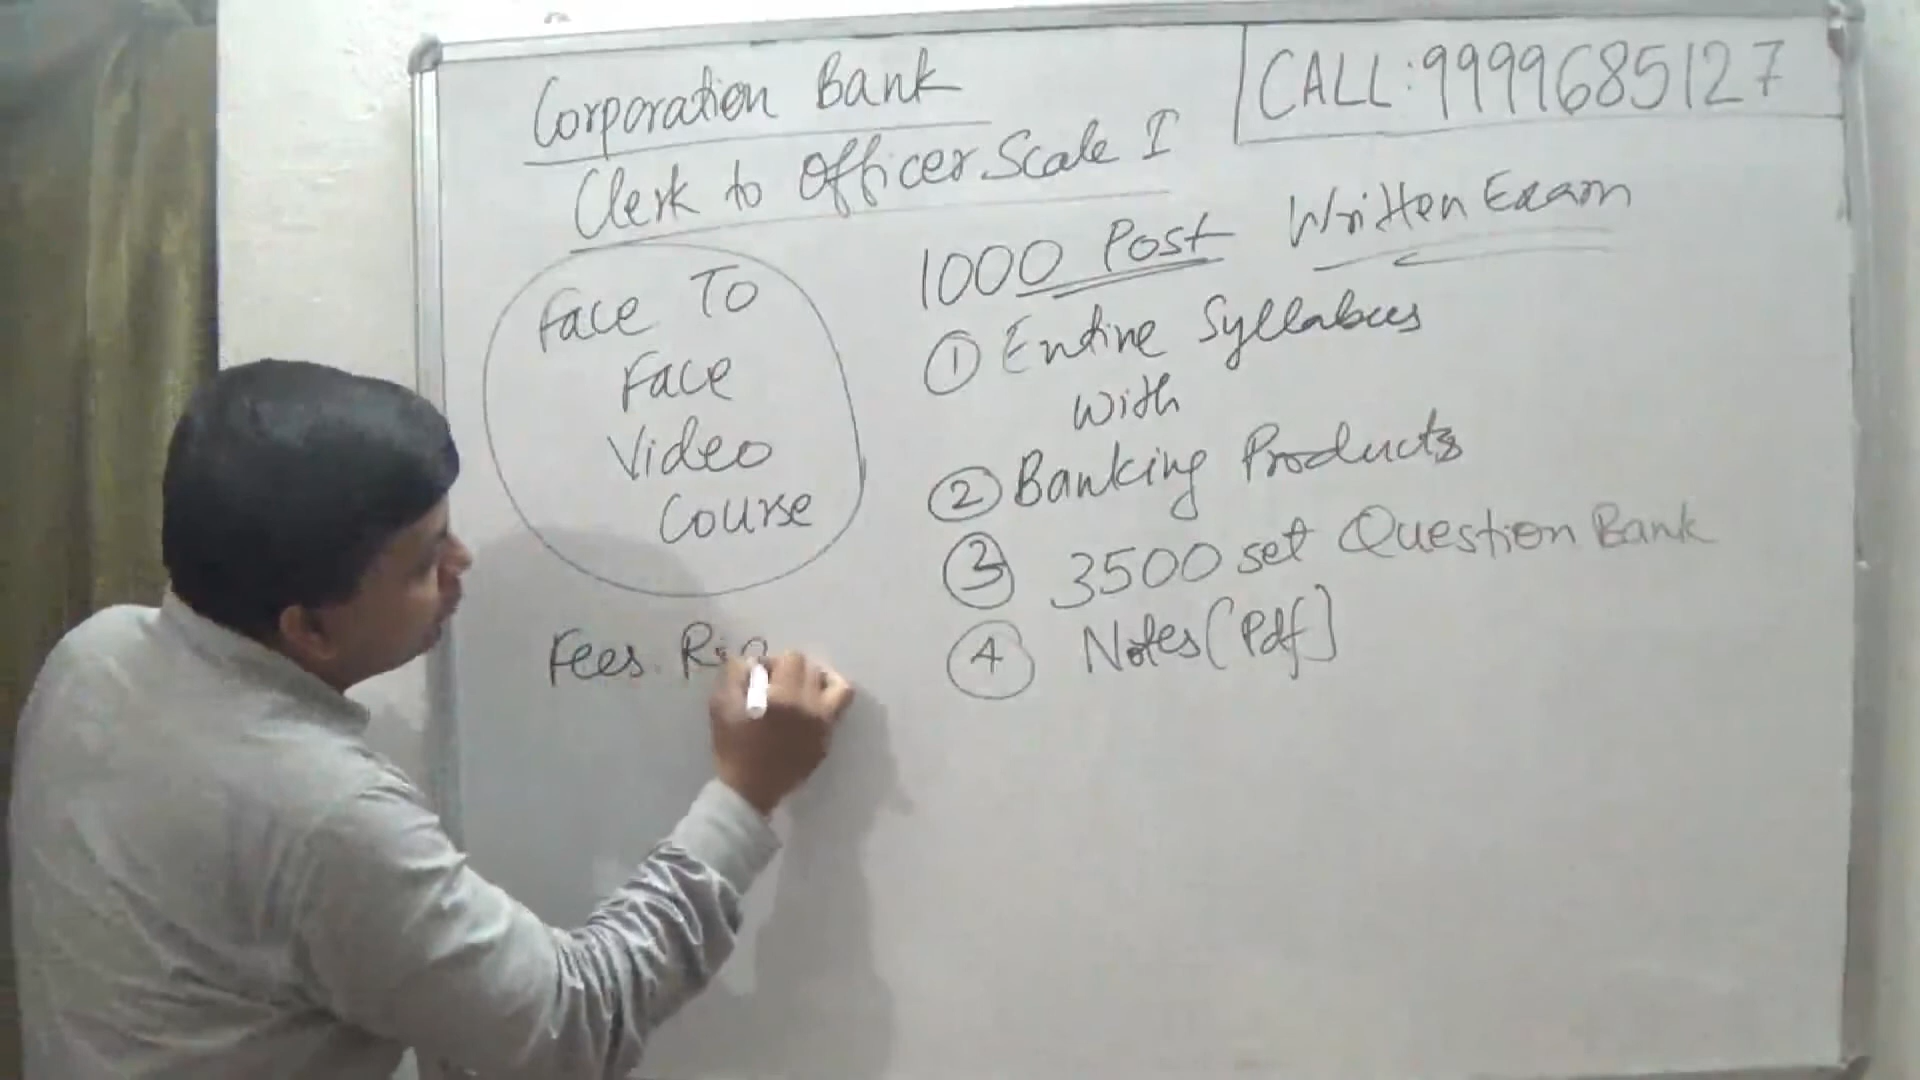 Corporation Bank
CALL: 9999685127
Clerk to Officer Scale I
Face To
Face
Video
Course
1000 Post Written Exam
① Entire Syllabus
With
② Banking Products
③ 3500 set Question Bank
④ Notes (Pdf)
Fees.